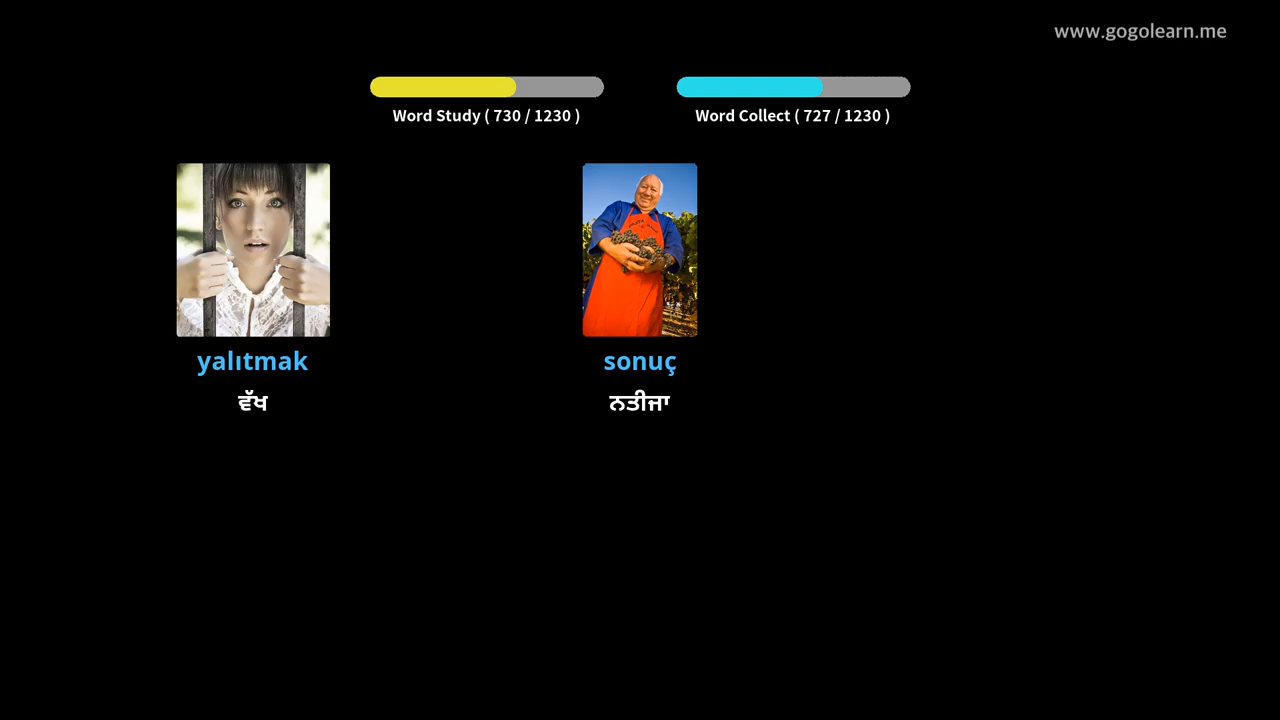 www.gogolearn.me
Word Study ( 730 / 1230 )
Word Collect ( 727 / 1230 )
yalıtmak
sonuç
ਵੱਖ
ਨਤੀਜਾ